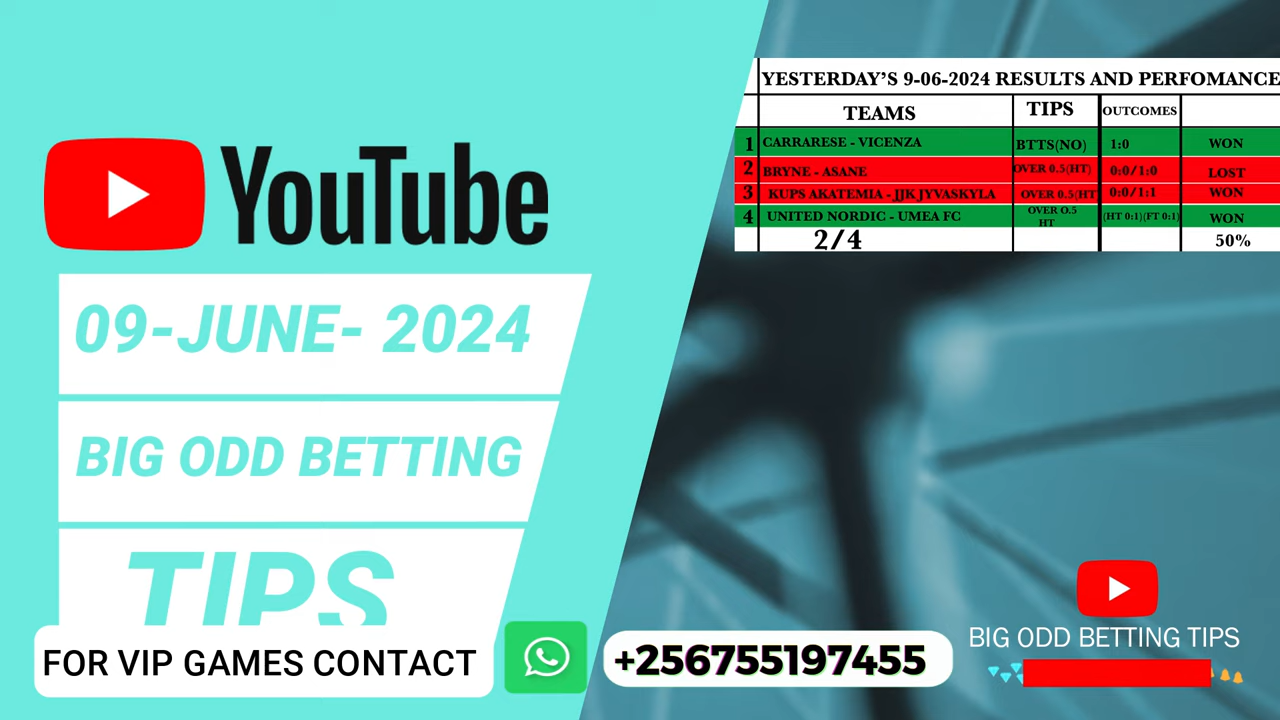 YouTube
09-JUNE- 2024
BIG ODD BETTING
TIPS
FOR VIP GAMES CONTACT
+256755197455
YESTERDAY'S 9-06-2024 RESULTS AND PERFOMANCE
TEAMS TIPS OUTCOMES
1 CARRARESE - VICENZA BTTS(NO) 1:0 WON
2 BRYNE - ASANE OVER 0.5(HT) 0:0/1:0 LOST
3 KUPS AKATEMIA - JJK JYVASKYLA OVER 0.5(HT 0:0/1:1 WON
4 UNITED NORDIC - UMEA FC OVER O.5 HT (HT 0:1)(FT 0:1) WON
2/4 50%
BIG ODD BETTING TIPS